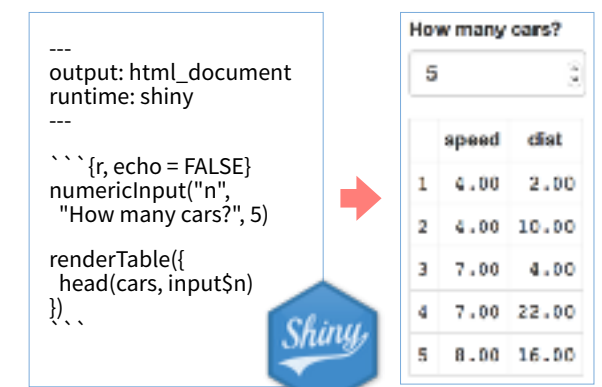 ---
output: html_document
runtime: shiny
---
```{r, echo = FALSE}
numericInput("n",
"How many cars?", 5)
renderTable({
head(cars, input$n)
})
```
Shiny
How many cars?
5
speed dist
1 4.00 2.00
2 4.00 10.00
3 7.00 4.00
4 7.00 22.00
5 8.00 16.00